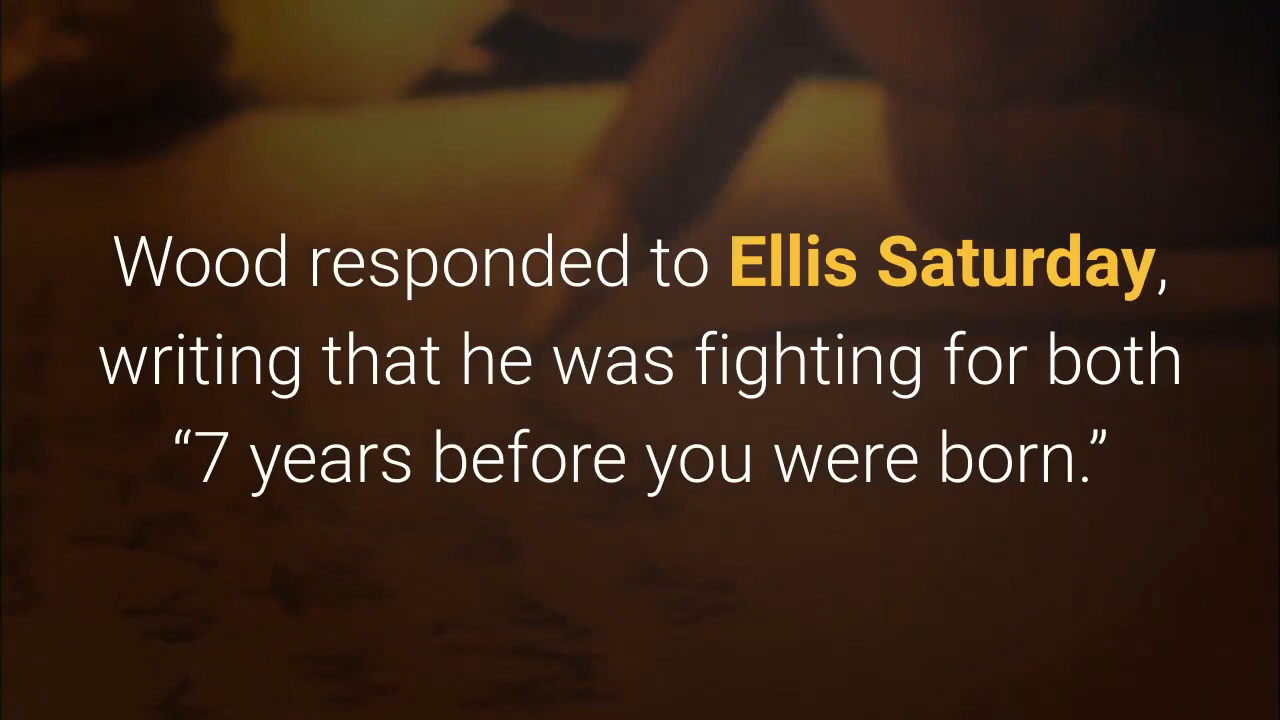 Wood responded to Ellis Saturday,
writing that he was fighting for both
“7 years before you were born.”